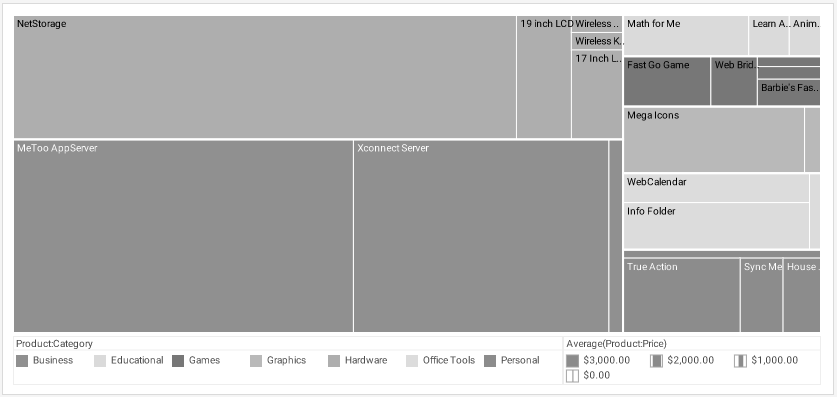 NetStorage
19 inch LCD
Wireless ..
Wireless K..
17 Inch L..
Math for Me
Learn A..
Anim..
Fast Go Game
Web Brid..
Barbie's Fas..
Mega Icons
MeToo AppServer
Xconnect Server
WebCalendar
Info Folder
True Action
Sync Me
House ..
Product:Category
Business
Educational
Games
Graphics
Hardware
Office Tools
Personal
Average(Product:Price)
$3,000.00
$2,000.00
$1,000.00
$0.00